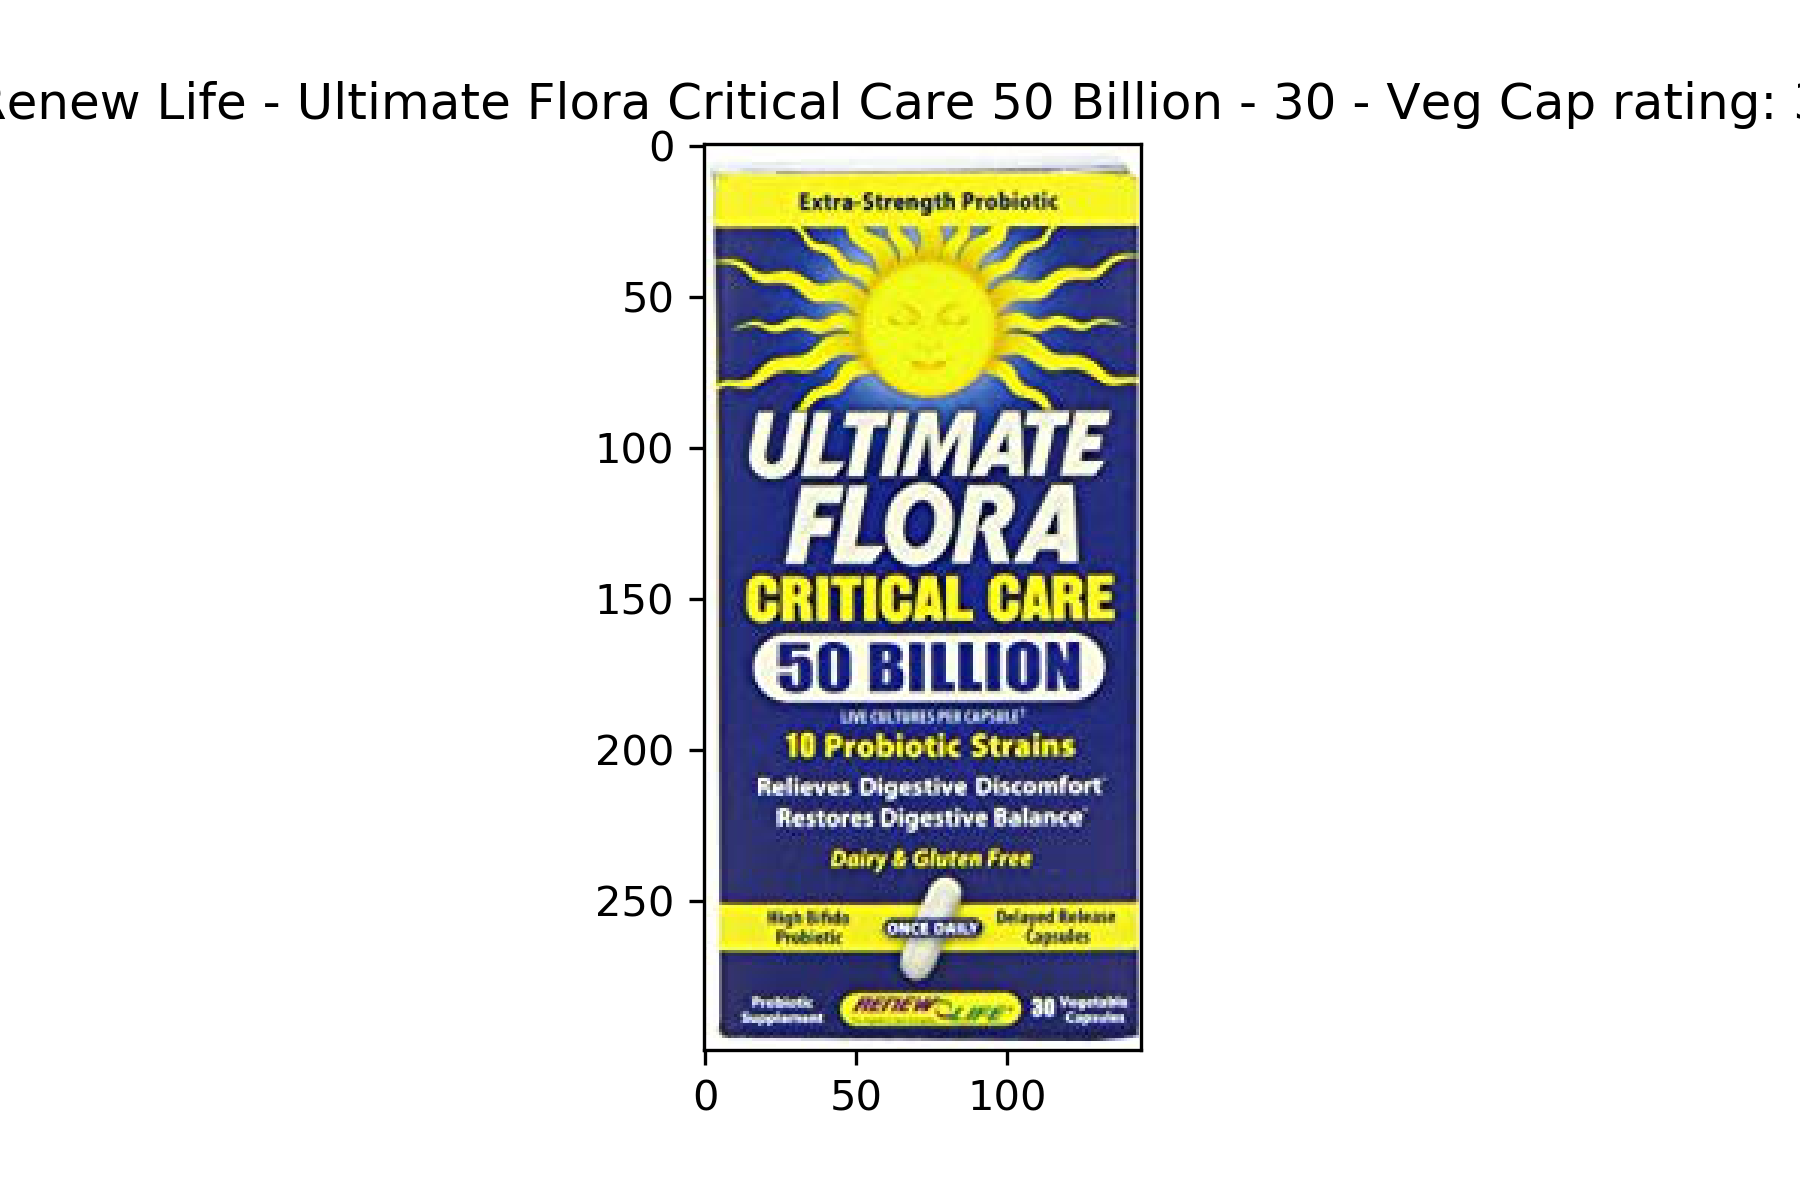 Renew Life - Ultimate Flora Critical Care 50 Billion - 30 - Veg Cap rating:
0
50
100
150
200
250
0 50 100
Extra-Strength Probiotic
ULTIMATE
FLORA
CRITICAL CARE
50 BILLION
LIVE CULTURES PER CAPSULE†
10 Probiotic Strains
Relieves Digestive Discomfort*
Restores Digestive Balance*
Dairy & Gluten Free
High Bifido
Probiotic
ONCE DAILY
Delayed Release
Capsules
Probiotic
Supplement
RENEW LIFE
30 Vegetable
Capsules